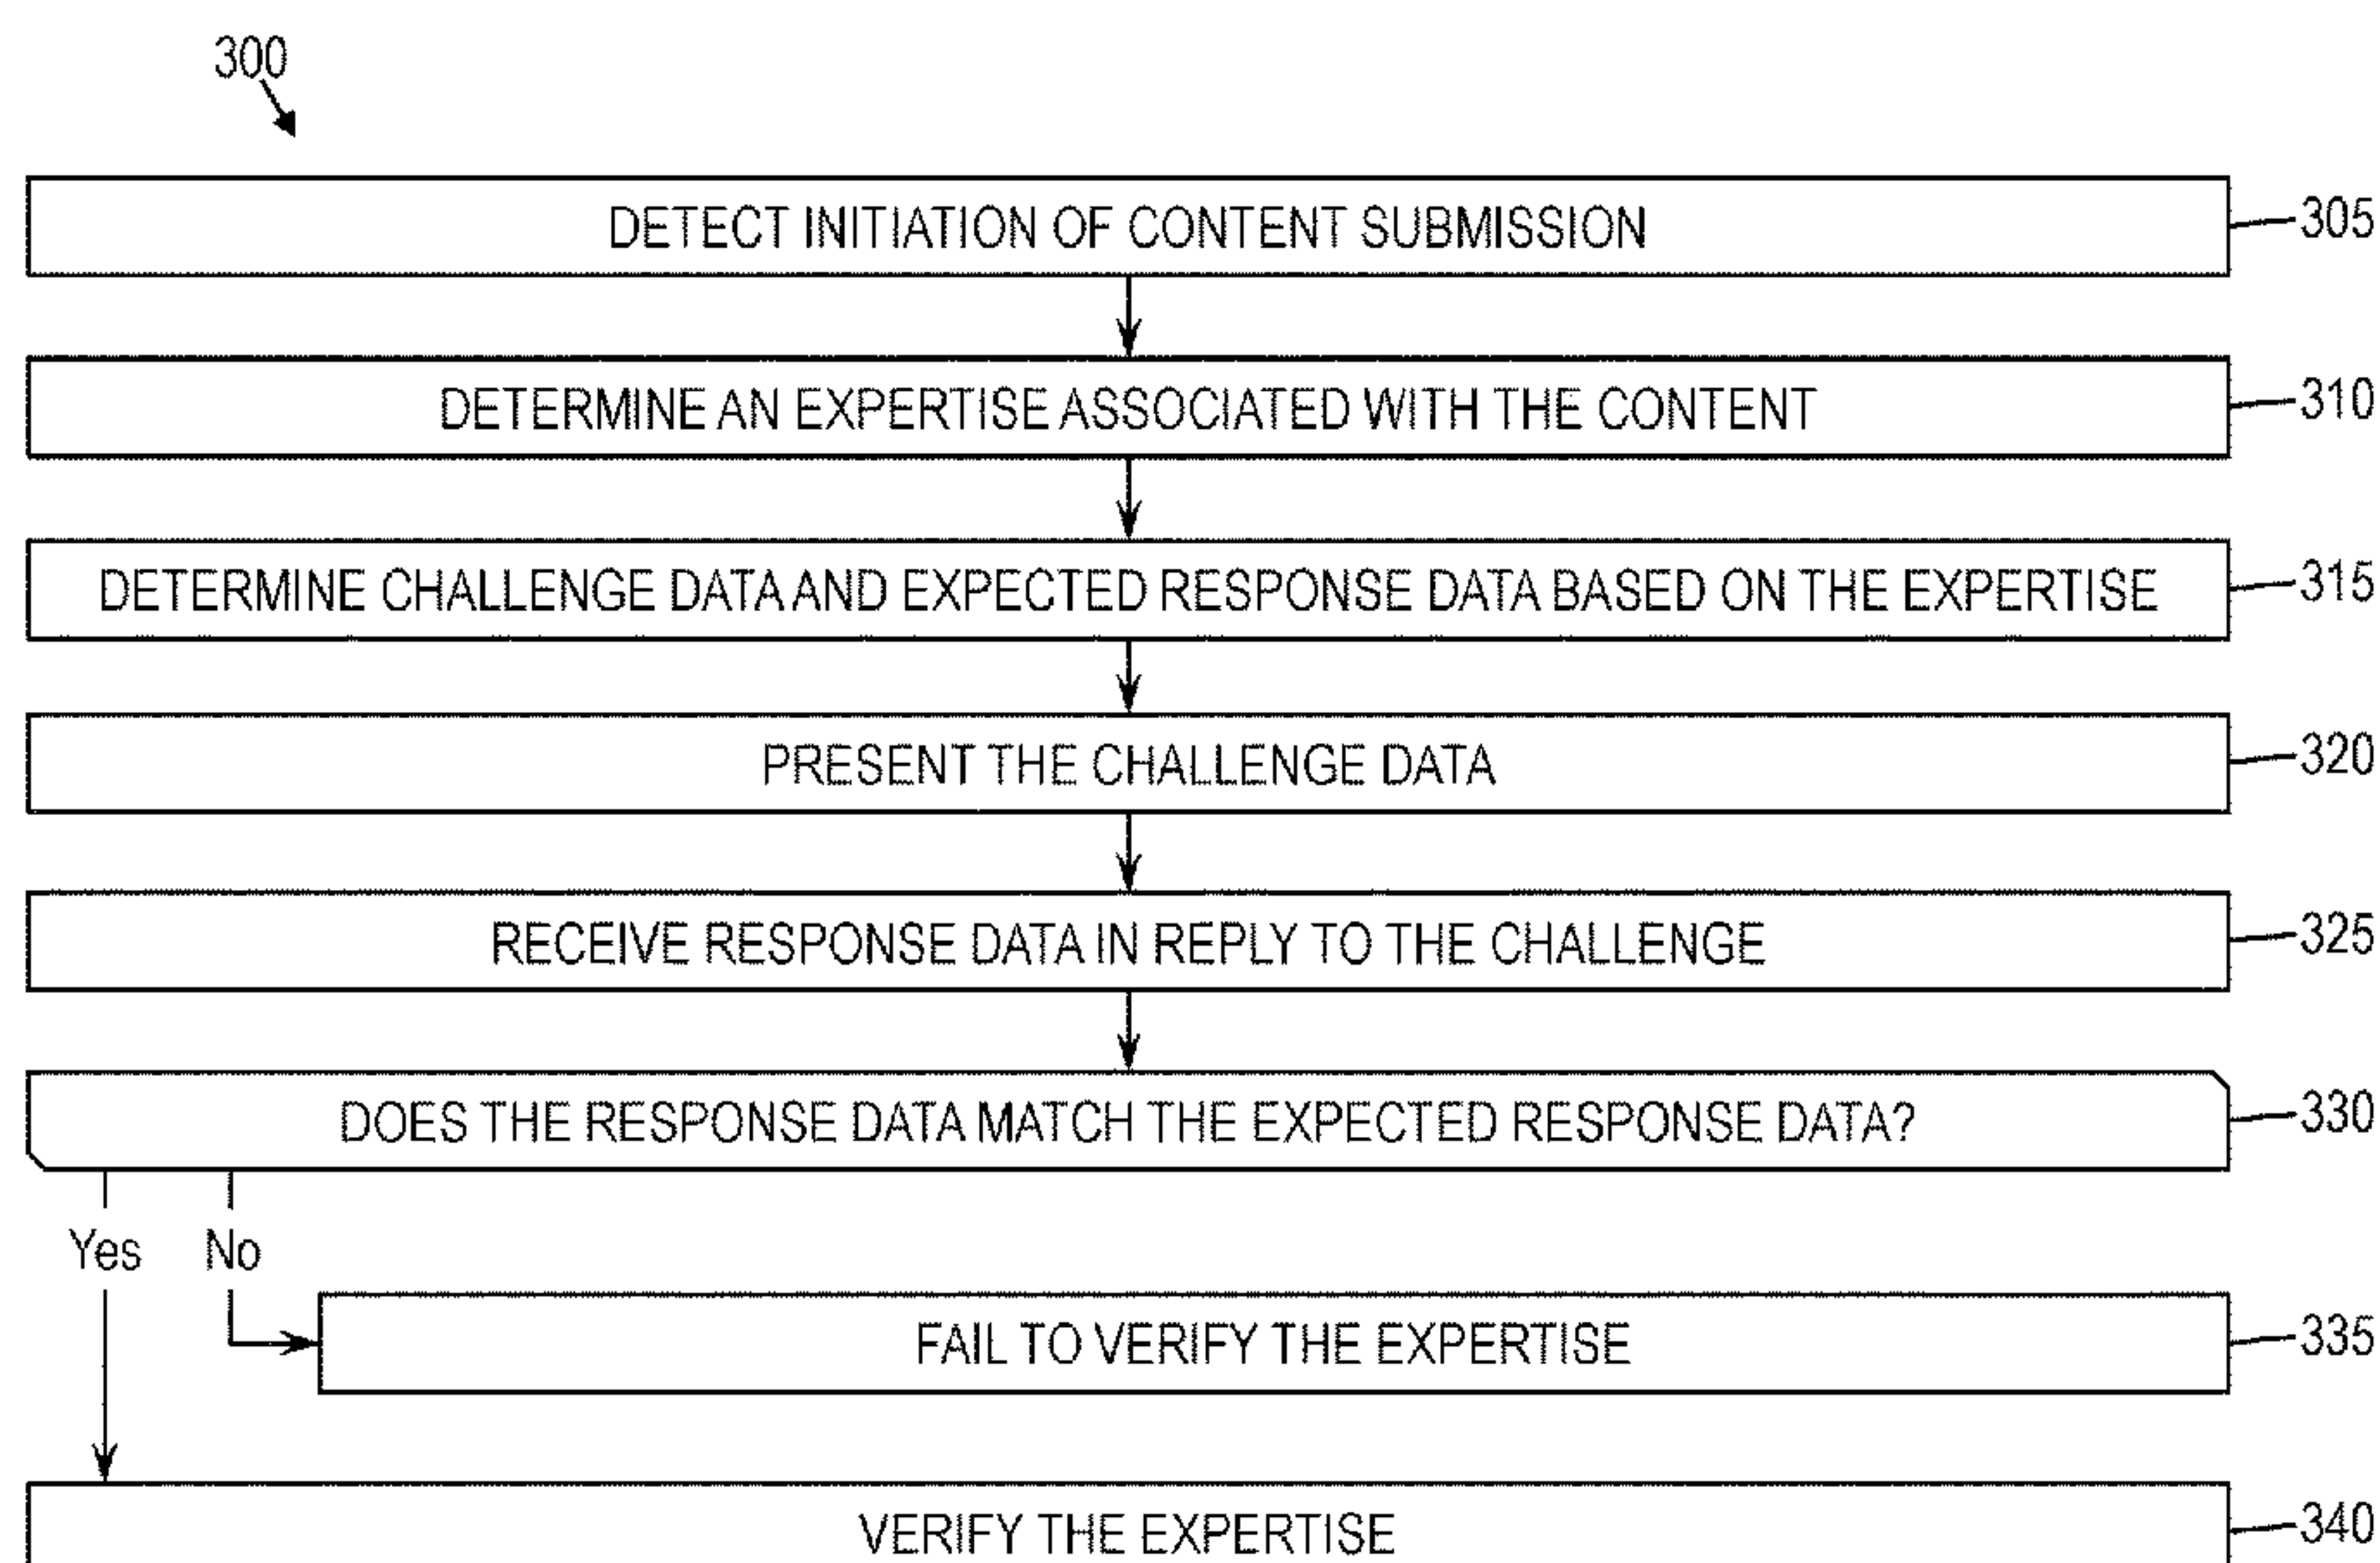 300
DETECT INITIATION OF CONTENT SUBMISSION
305
DETERMINE AN EXPERTISE ASSOCIATED WITH THE CONTENT
310
DETERMINE CHALLENGE DATA AND EXPECTED RESPONSE DATA BASED ON THE EXPERTISE
315
PRESENT THE CHALLENGE DATA
320
RECEIVE RESPONSE DATA IN REPLY TO THE CHALLENGE
325
DOES THE RESPONSE DATA MATCH THE EXPECTED RESPONSE DATA?
330
Yes
No
FAIL TO VERIFY THE EXPERTISE
335
VERIFY THE EXPERTISE
340